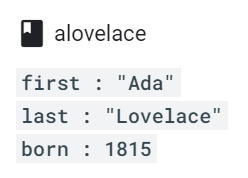 alovelace
first : "Ada"
last : "Lovelace"
born : 1815